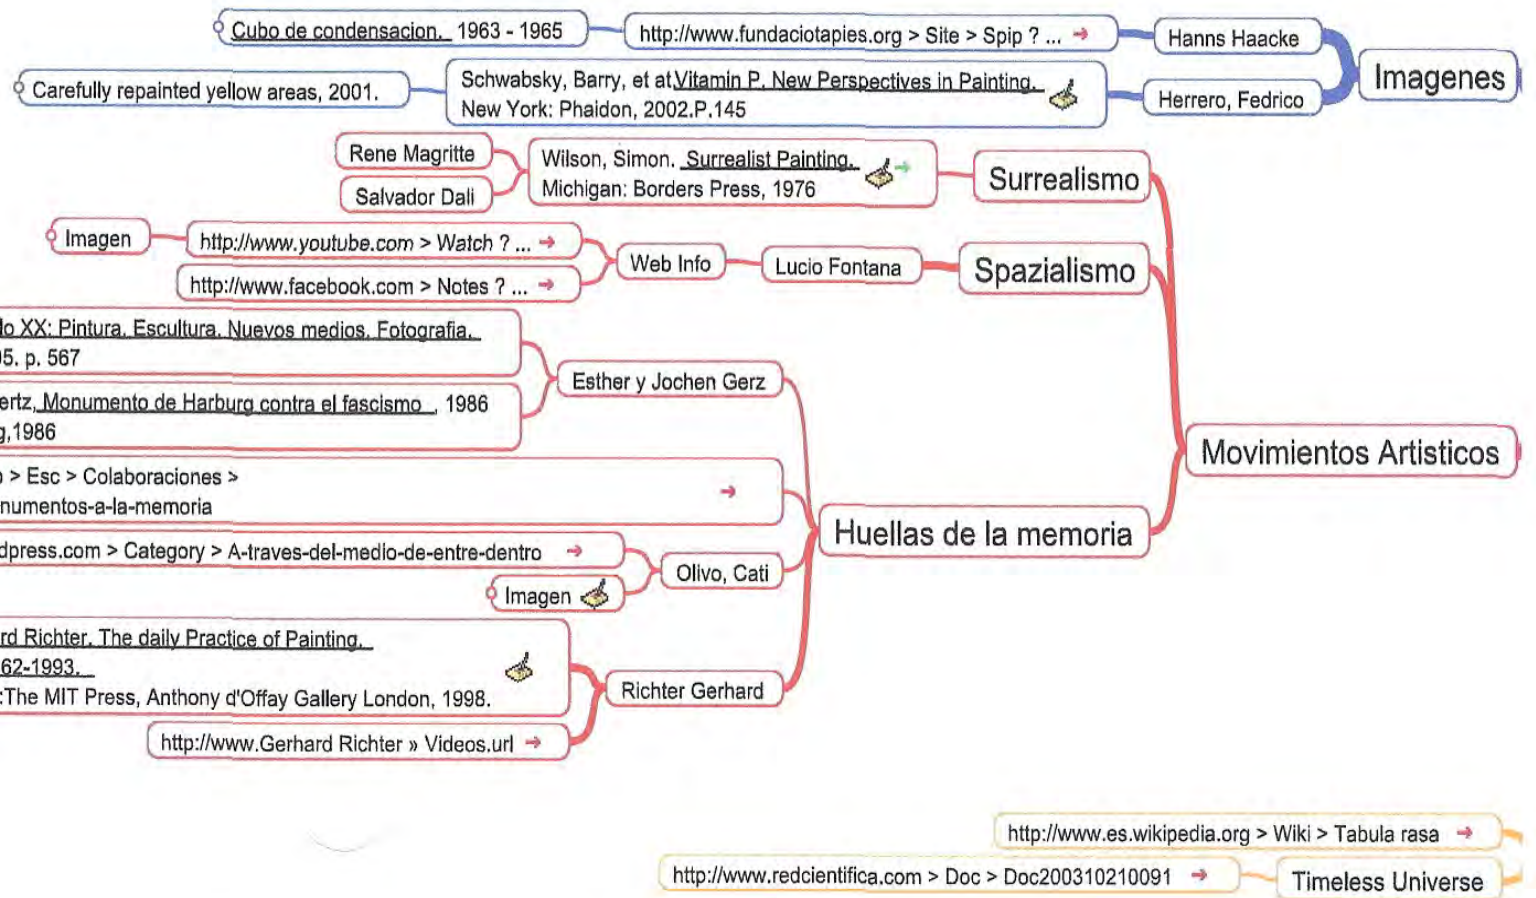 Cubo de condensacion. 1963 - 1965
http://www.fundaciotapies.org > Site > Spip ? ...
Hanns Haacke
Imagenes
Carefully repainted yellow areas, 2001.
Schwabsky, Barry, et at.Vitamin P. New Perspectives in Painting.
New York: Phaidon, 2002.P.145
Herrero, Fedrico
Rene Magritte
Salvador Dali
Wilson, Simon. Surrealist Painting.
Michigan: Borders Press, 1976
Surrealismo
Imagen
http://www.youtube.com > Watch ? ...
http://www.facebook.com > Notes ? ...
Web Info
Lucio Fontana
Spazialismo
lo XX: Pintura. Escultura. Nuevos medios. Fotografia.
5. p. 567
ertz, Monumento de Harburg contra el fascismo , 1986
g,1986
Esther y Jochen Gerz
> Esc > Colaboraciones >
numentos-a-la-memoria
dpress.com > Category > A-traves-del-medio-de-entre-dentro
Imagen
Olivo, Cati
Huellas de la memoria
Movimientos Artisticos
rd Richter. The daily Practice of Painting.
62-1993.
:The MIT Press, Anthony d'Offay Gallery London, 1998.
http://www.Gerhard Richter » Videos.url
Richter Gerhard
http://www.es.wikipedia.org > Wiki > Tabula rasa
http://www.redcientifica.com > Doc > Doc200310210091
Timeless Universe